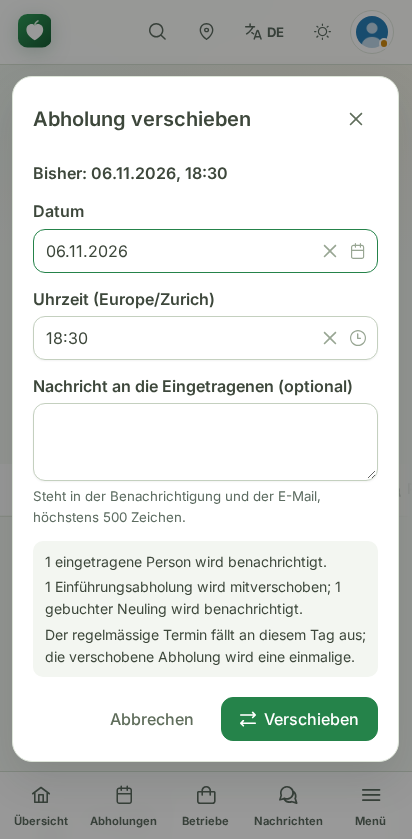 DE
Abholung verschieben
Bisher: 06.11.2026, 18:30
Datum
06.11.2026
Uhrzeit (Europe/Zurich)
18:30
Nachricht an die Eingetragenen (optional)
Steht in der Benachrichtigung und der E-Mail,
höchstens 500 Zeichen.
1 eingetragene Person wird benachrichtigt.
1 Einführungsabholung wird mitverschoben; 1
gebuchter Neuling wird benachrichtigt.
Der regelmässige Termin fällt an diesem Tag aus;
die verschobene Abholung wird eine einmalige.
Abbrechen
Verschieben
Übersicht
Abholungen
Betriebe
Nachrichten
Menü